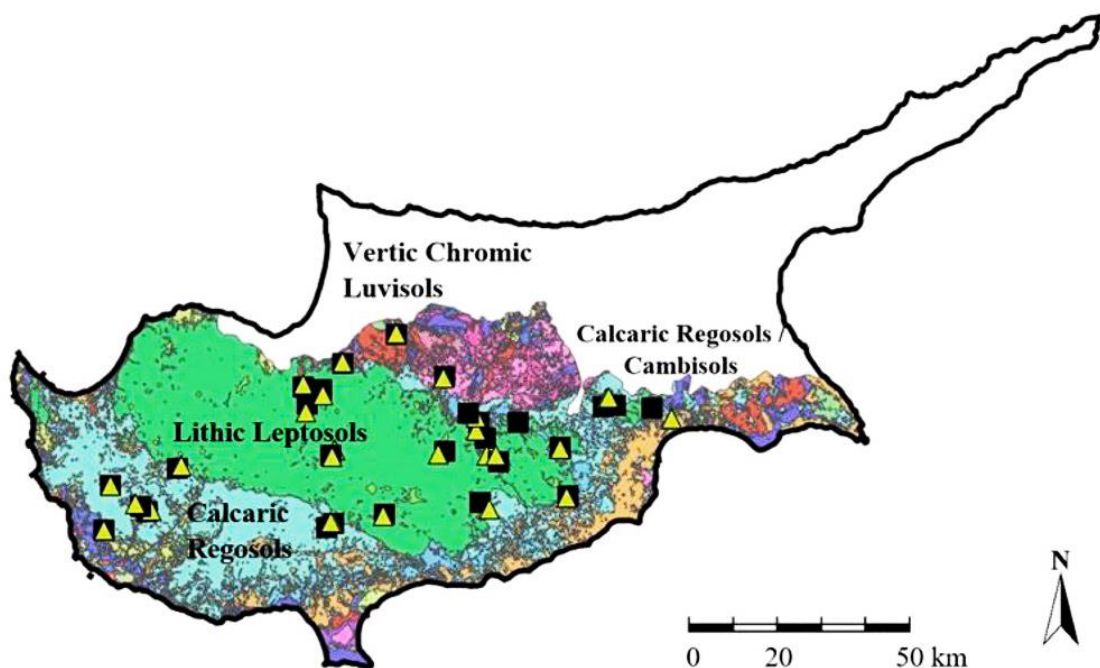 Vertic Chromic
Luvisols
Calcaric Regosols /
Cambisols
Lithic Leptosols
Calcaric
Regosols
N
0 20 50 km